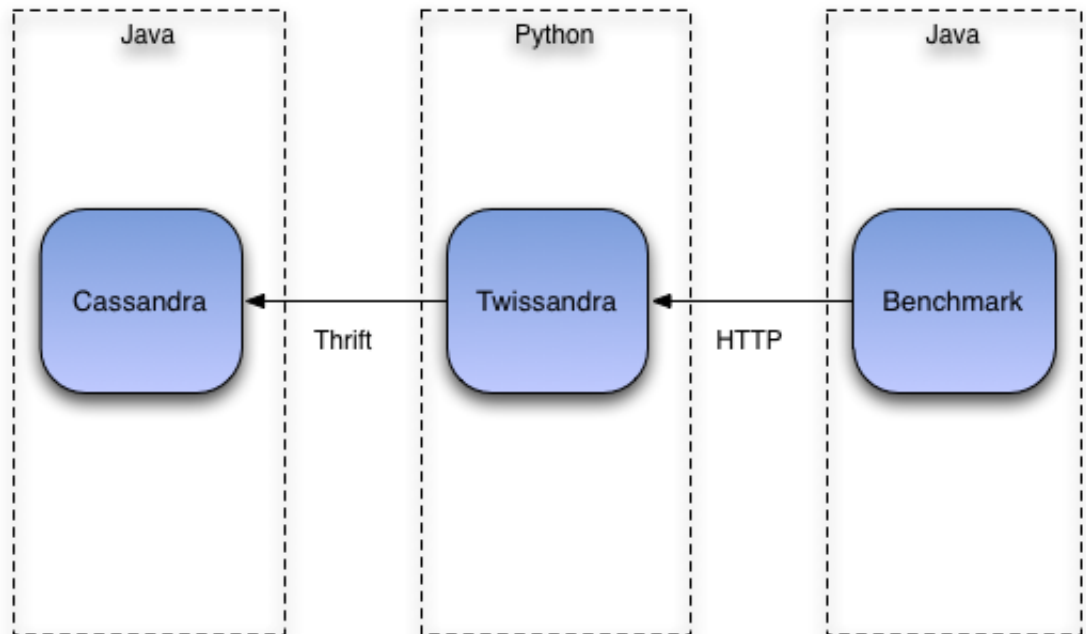 Java
Python
Java
Cassandra
Twissandra
Benchmark
Thrift
HTTP